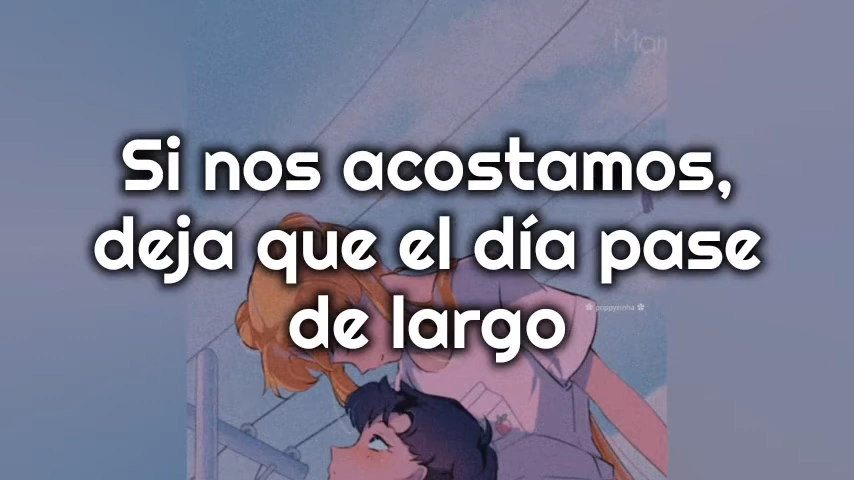 Si nos acostamos,
deja que el día pase
de largo